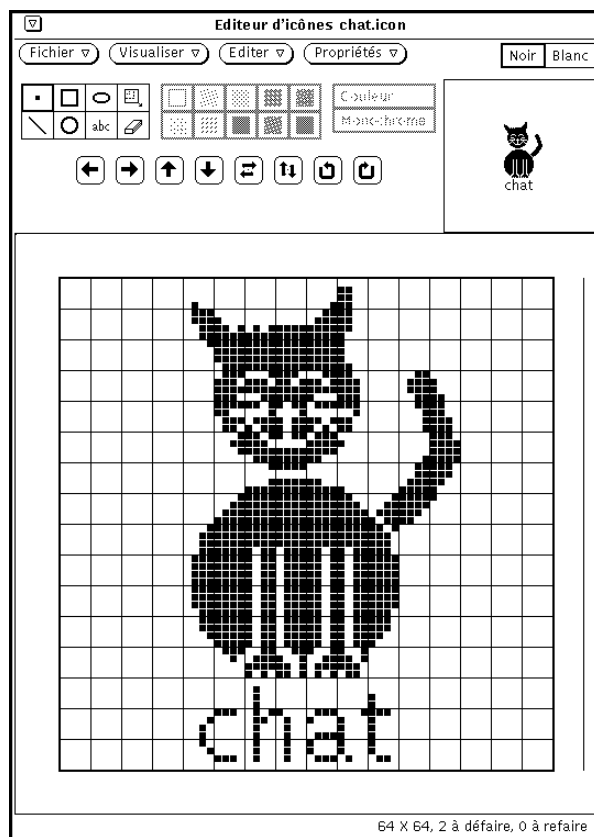 Editeur d'icônes chat.icon
Fichier Visualiser Editer Propriétés Noir Blanc
abc
Couleur
Monochrome
chat
chat
64 X 64, 2 à défaire, 0 à refaire